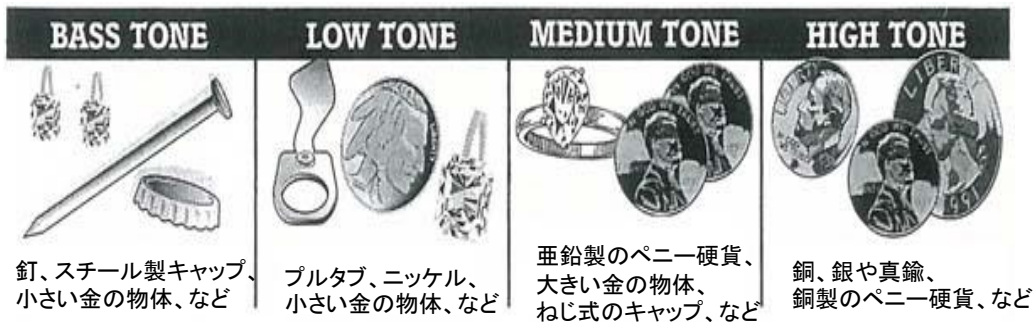 BASS TONE
LOW TONE
MEDIUM TONE
HIGH TONE
釘、スチール製キャップ、
小さい金の物体、など
プルタブ、ニッケル、
小さい金の物体、など
亜鉛製のペニー硬貨、
大きい金の物体、
ねじ式のキャップ、など
銅、銀や真鍮、
銅製のペニー硬貨、など
LIBERTY